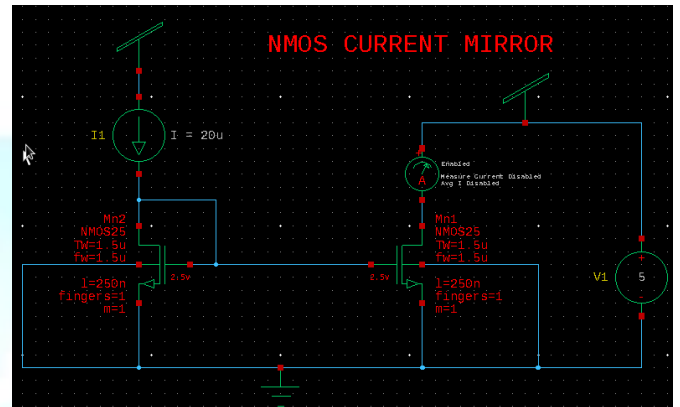 NMOS CURRENT MIRROR
I1
I = 20u
Enabled
Measure Current Disabled
Avg I Disabled
A
Mn2
NMOS25
TW=1.5u
fw=1.5u
2.5v
l=250n
fingers=1
m=1
Mn1
NMOS25
TW=1.5u
fw=1.5u
2.5v
l=250n
fingers=1
m=1
V1
5